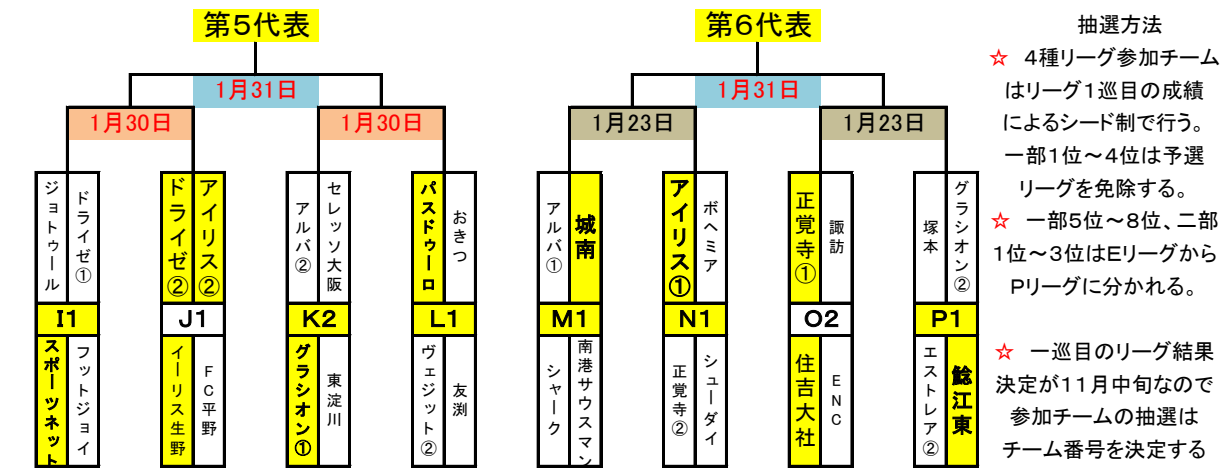 第5代表
第6代表
1月31日
1月31日
1月30日
1月30日
1月23日
1月23日
ジョトゥール
ドライゼ①
ドライゼ②
アイリス②
アルバ②
セレッソ大阪
パスドゥーロ
おきつ
アルバ①
城南
アイリス①
ボヘミア
正覚寺①
諏訪
塚本
グラシオン②
I1
J1
K2
L1
M1
N1
O2
P1
スポーツネット
フットジョイ
イーリス生野
FC平野
グラシオン①
東淀川
ヴェジット②
友渕
シャーク
南港サウスマン
正覚寺②
シューダイ
住吉大社
ENC
エストレア②
鯰江東
抽選方法
☆ 4種リーグ参加チーム
はリーグ1巡目の成績
によるシード制で行う。
一部1位～4位は予選
リーグを免除する。
☆ 一部5位～8位、二部
1位～3位はEリーグから
Pリーグに分かれる。
☆ 一巡目のリーグ結果
決定が11月中旬なので
参加チームの抽選は
チーム番号を決定する